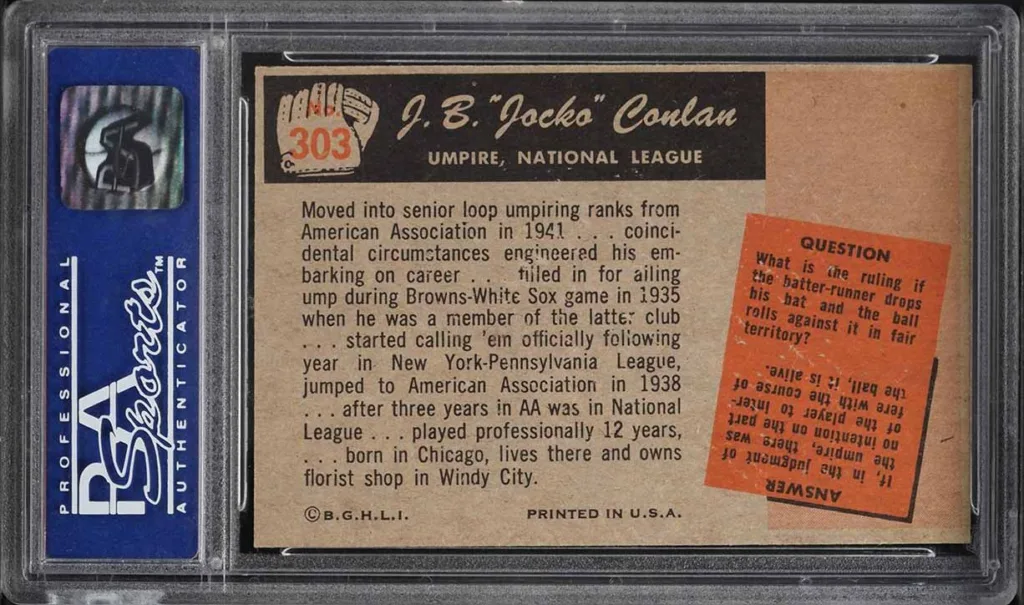 PSA
PROFESSIONAL
PSA
Sports™
AUTHENTICATOR
No.
303
J. B. "Jocko" Conlan
UMPIRE, NATIONAL LEAGUE
Moved into senior loop umpiring ranks from
American Association in 1941 . . . coinci-
dental circumstances engineered his em-
barking on career . . filled in for ailing
ump during Browns-White Sox game in 1935
when he was a member of the latter club
. . . started calling 'em officially following
year in New York-Pennsylvania League,
jumped to American Association in 1938
. . . after three years in AA was in National
League . . . played professionally 12 years,
. . . born in Chicago, lives there and owns
florist shop in Windy City.
©B.G.H.L.I.
PRINTED IN U.S.A.
QUESTION
What is the ruling if
the batter-runner drops
his bat and the ball
rolls against it in fair
territory?
ANSWER
If, in the judgment of
the umpire, there was
no intention on the part
of the player to inter-
fere with the course of
the ball, it is alive.